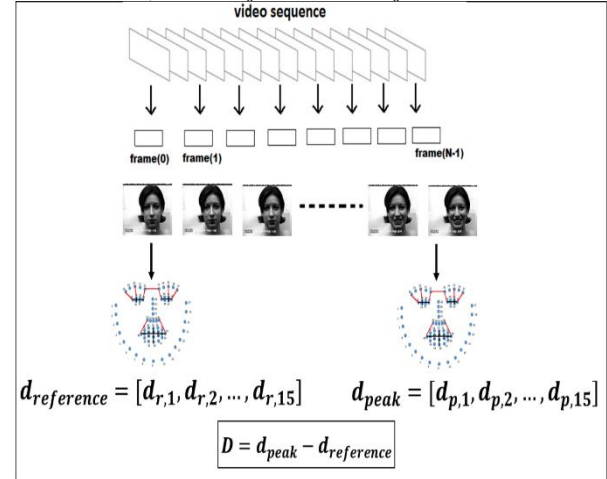 video sequence
frame(0) frame(1) frame(N-1)
d_reference = [d_r,1, d_r,2, ..., d_r,15] d_peak = [d_p,1, d_p,2, ..., d_p,15]
D = d_peak − d_reference